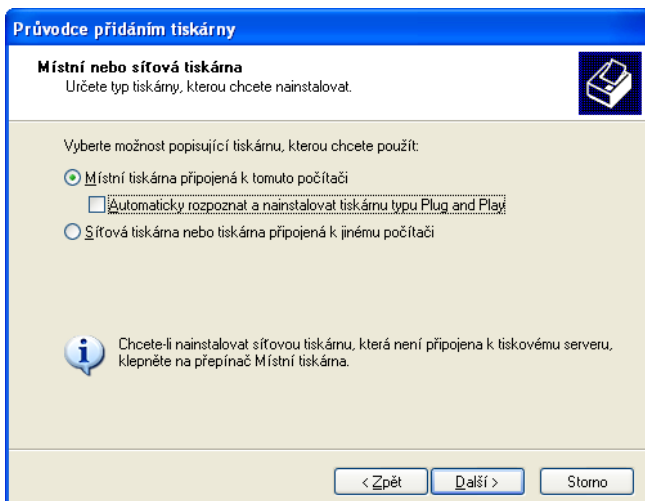 Průvodce přidáním tiskárny
Místní nebo síťová tiskárna
Určete typ tiskárny, kterou chcete nainstalovat.
Vyberte možnost popisující tiskárnu, kterou chcete použít:
Místní tiskárna připojená k tomuto počítači
Automaticky rozpoznat a nainstalovat tiskárnu typu Plug and Play
Síťová tiskárna nebo tiskárna připojená k jinému počítači
Chcete-li nainstalovat síťovou tiskárnu, která není připojena k tiskovému serveru,
klepněte na přepínač Místní tiskárna.
< Zpět Další > Storno